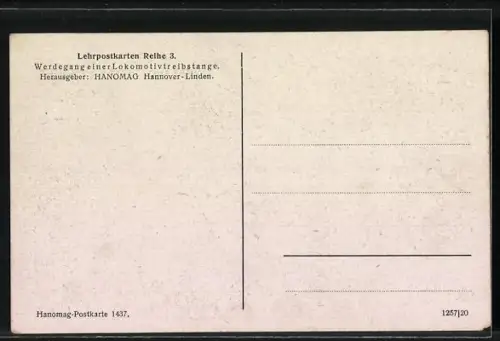 Lehrpostkarten Reihe 3.
Werdegang einer Lokomotivtreibstange.
Herausgeber: HANOMAG Hannover-Linden.
Hanomag-Postkarte 1437.
1257|20